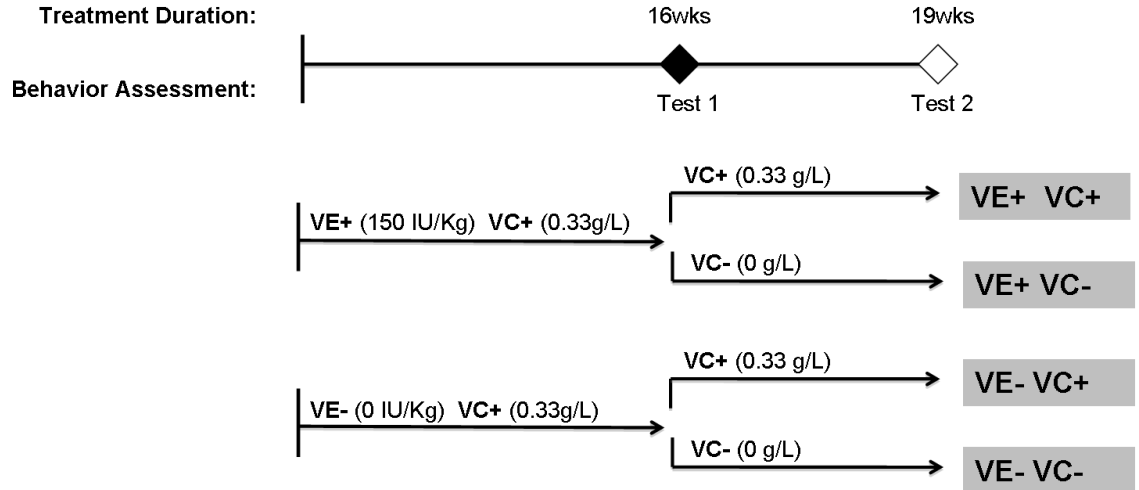 Treatment Duration:
16wks
19wks
Behavior Assessment:
Test 1
Test 2
VC+ (0.33 g/L)
VE+ VC+
VE+ (150 IU/Kg) VC+ (0.33g/L)
VC- (0 g/L)
VE+ VC-
VC+ (0.33 g/L)
VE- VC+
VE- (0 IU/Kg) VC+ (0.33g/L)
VC- (0 g/L)
VE- VC-